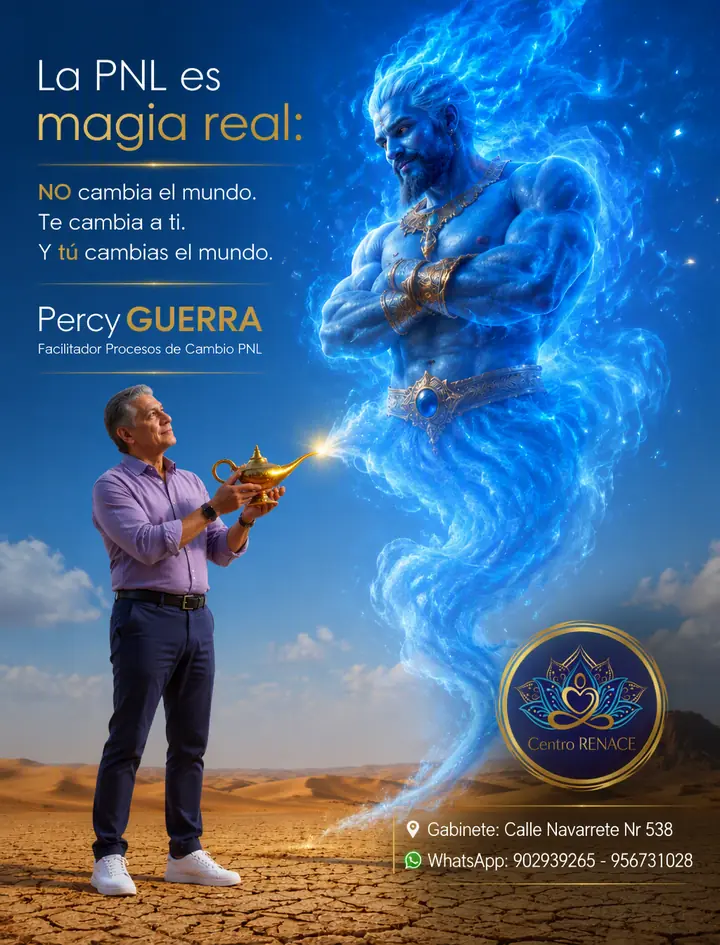 La PNL es
magia real:
NO cambia el mundo.
Te cambia a ti.
Y tú cambias el mundo.
Percy GUERRA
Facilitador Procesos de Cambio PNL
Centro RENACE
Gabinete: Calle Navarrete Nr 538
WhatsApp: 902939265 - 956731028